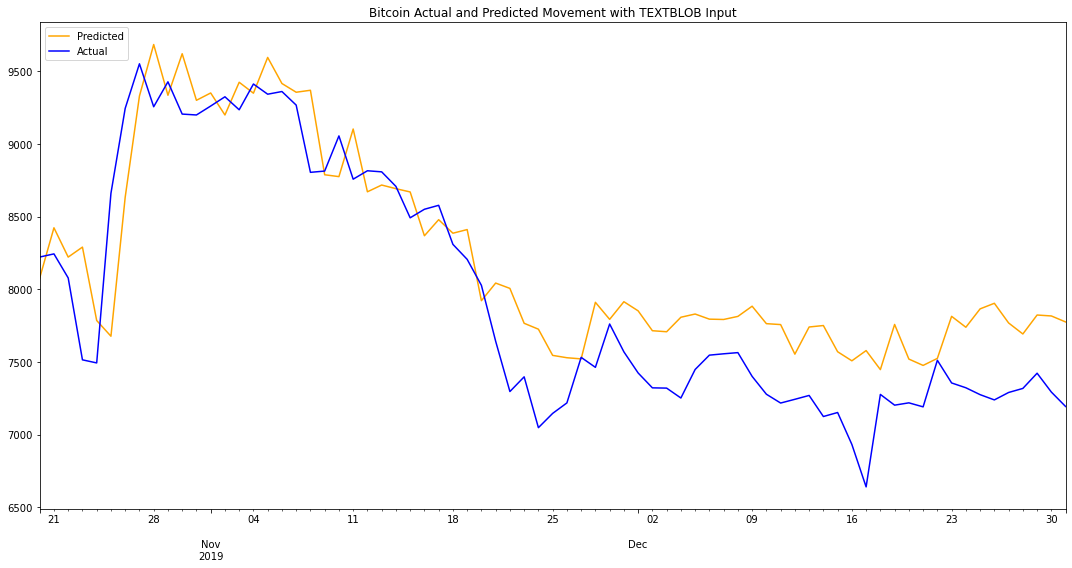 Bitcoin Actual and Predicted Movement with TEXTBLOB Input
Predicted
Actual
9500
9000
8500
8000
7500
7000
6500
21 28 04 11 18 25 02 09 16 23 30
Nov Dec
2019